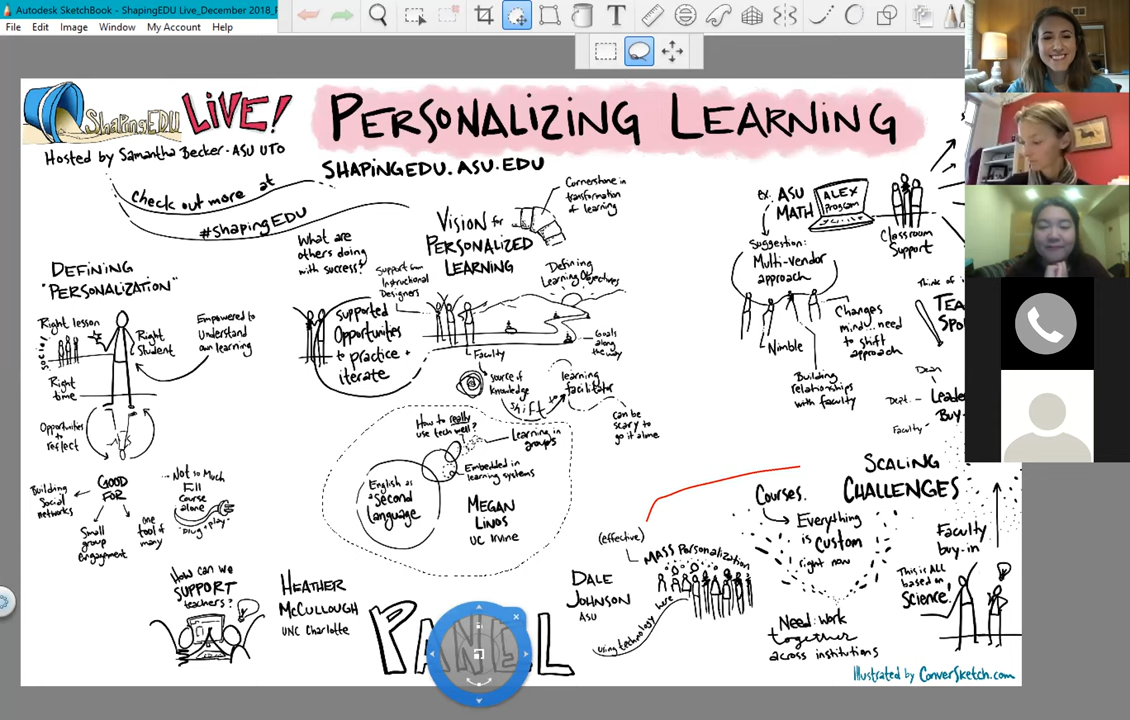 Autodesk SketchBook - ShapingEDU Live_December 2018_P
File Edit Image Window My Account Help
ShapingEDU LIVE!
Hosted by Samantha Becker - ASU UTO
PERSONALIZING LEARNING
SHAPINGEDU.ASU.EDU
Check out more at
#shapingEDU
DEFINING
"PERSONALIZATION"
Right lesson
social
Right
Student
Right
time
Empowered to
Understand
own learning
Opportunities
to
reflect
GOOD
FOR
Building
Social
networks
Small
group
engagement
One
tool of
many
Not so Much
Full
Course
alone
"plug + play"
What are
others doing
with success?
VISION for
PERSONALIZED
LEARNING
Cornerstone in
transformation
of learning
Support from
Instructional
Designers
Defining
Learning Objectives
Supported
Opportunities
to practice +
iterate
Goals
along
the way
Faculty
source of
knowledge
shift to
learning
facilitator
can be
scary to
go it alone
How to really
use tech well?
Learning in
groups
Embedded in
learning systems
English as
a Second
Language
MEGAN
LINOS
UC Irvine
ex. ASU
MATH
ALEX
Program
Classroom
Support
Suggestion:
Multi-vendor
approach
Nimble
Changes
mind... need
to shift
approach
Building
relationships
with faculty
Think of
TEA
SPO
Dean
Dept.
Faculty
Leade
Buy-
SCALING
CHALLENGES
Courses.
Everything
is custom
right now
Need: work
together
across institutions
Faculty
buy-in
This is ALL
based on
Science!
(effective)
MASS Personalization
using technology here
DALE
JOHNSON
ASU
How can we
SUPPORT
teachers?
HEATHER
McCULLOUGH
UNC Charlotte
PANEL
Illustrated by ConverSketch.com